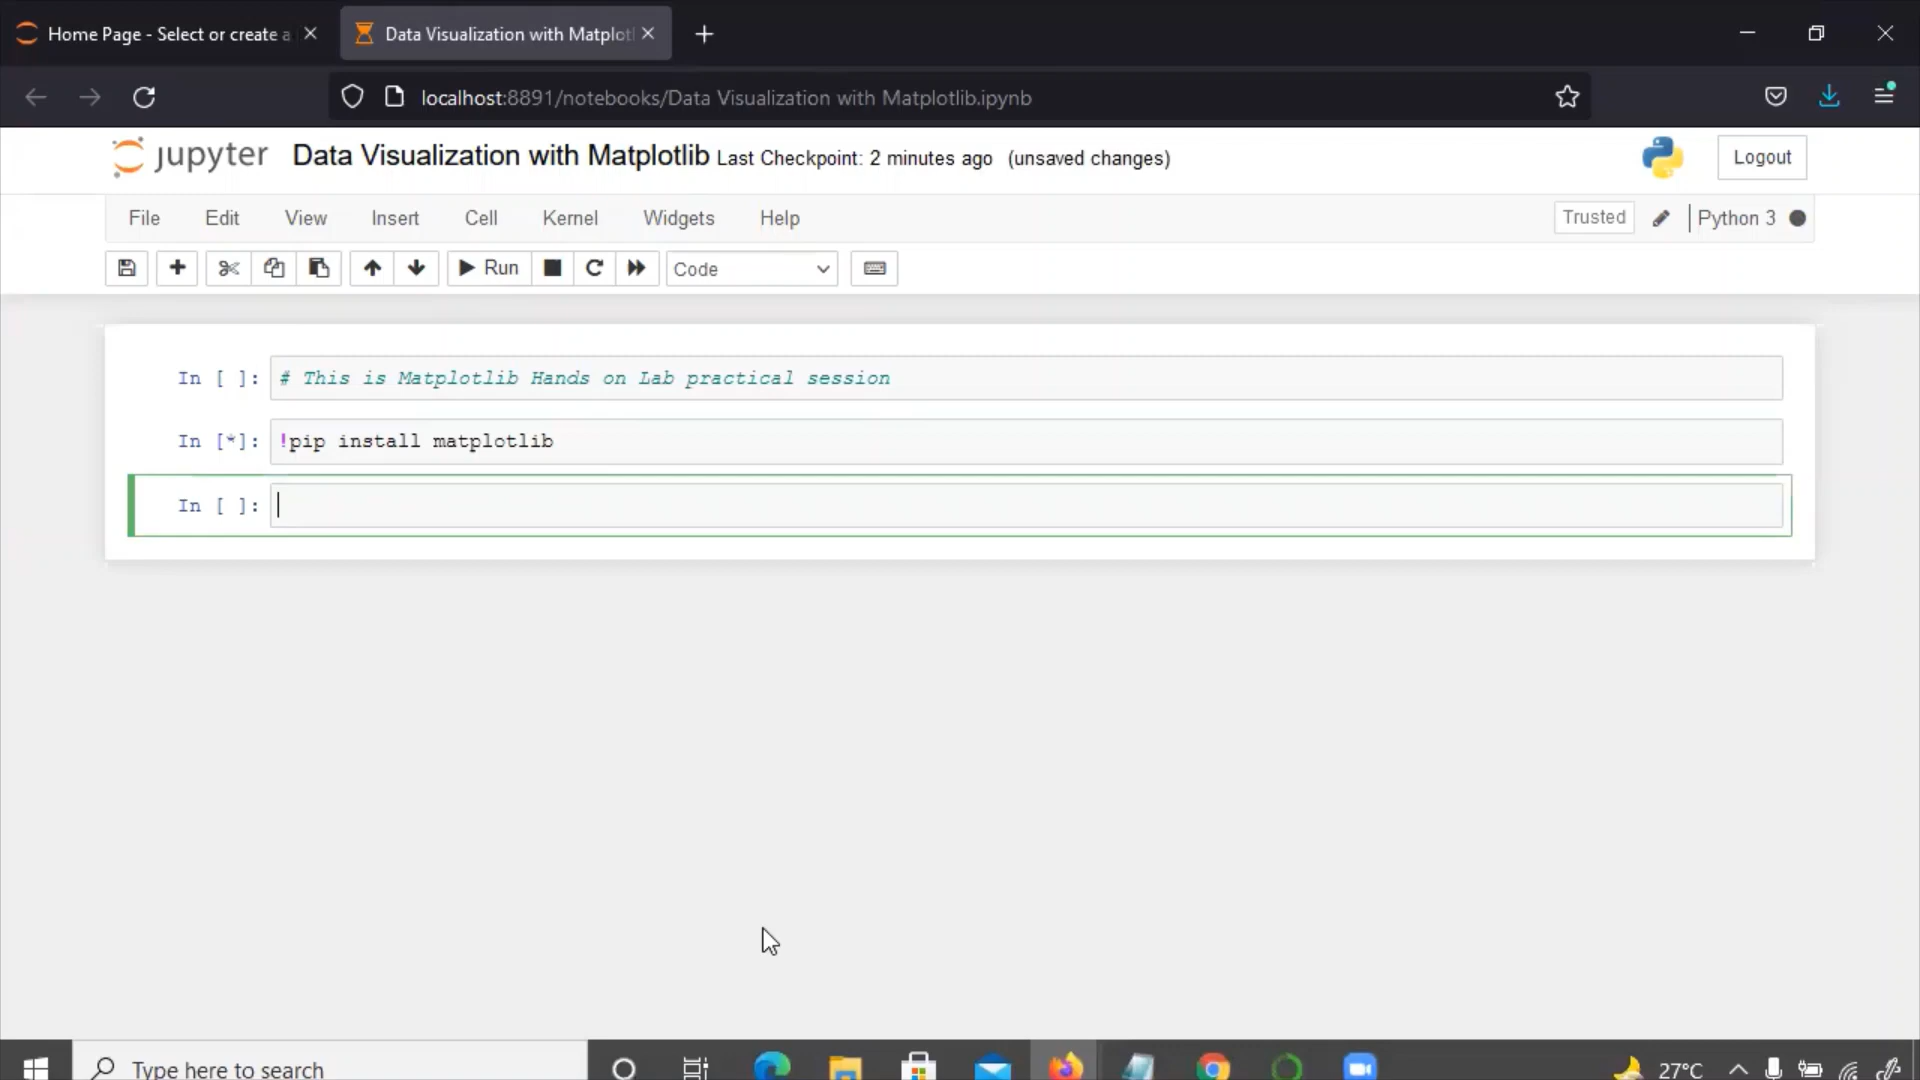 Home Page - Select or create a
Data Visualization with Matplotl
localhost:8891/notebooks/Data Visualization with Matplotlib.ipynb
jupyter Data Visualization with Matplotlib Last Checkpoint: 2 minutes ago (unsaved changes)
Logout
File Edit View Insert Cell Kernel Widgets Help
Trusted Python 3
Run Code
In [ ]: # This is Matplotlib Hands on Lab practical session
In [*]: !pip install matplotlib
In [ ]:
Type here to search
27°C